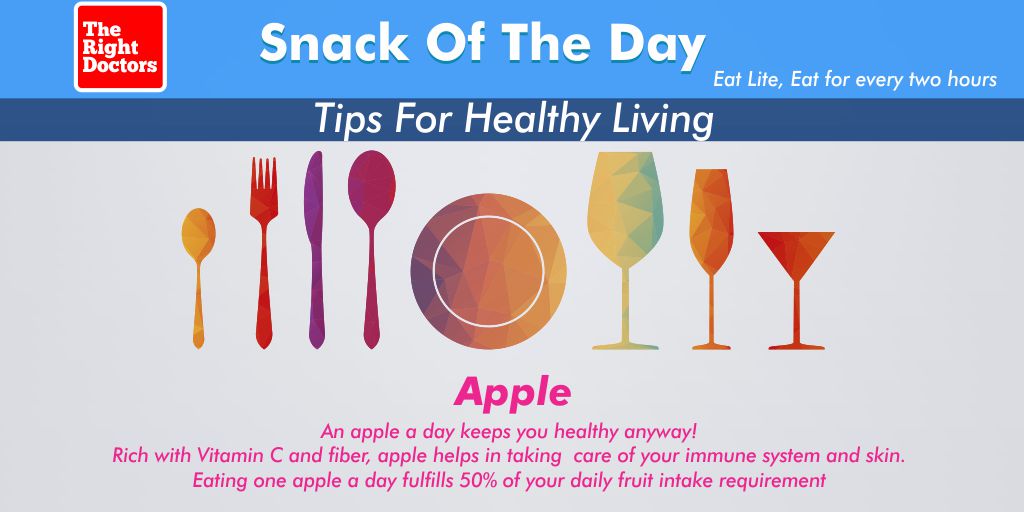 The
Right
Doctors
Snack Of The Day
Eat Lite, Eat for every two hours
Tips For Healthy Living
Apple
An apple a day keeps you healthy anyway!
Rich with Vitamin C and fiber, apple helps in taking  care of your immune system and skin.
Eating one apple a day fulfills 50% of your daily fruit intake requirement